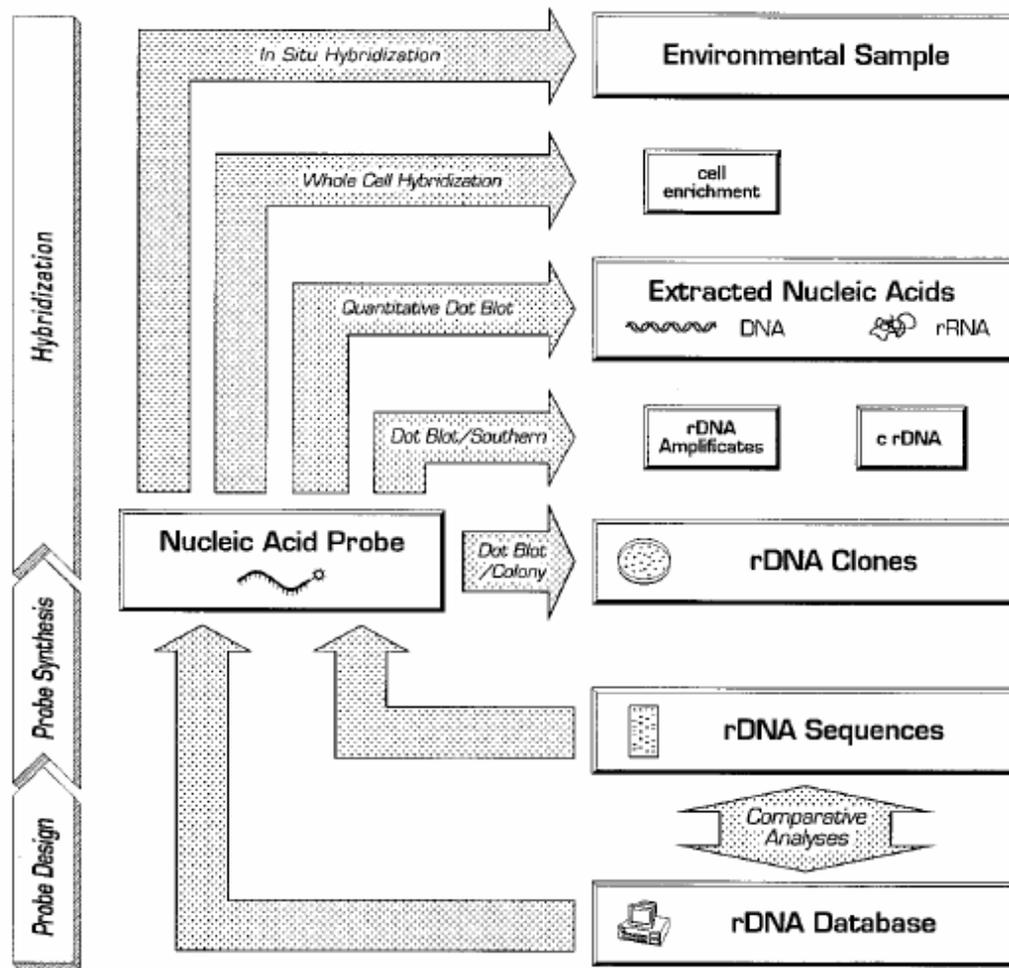 In Situ Hybridization
Environmental Sample
Whole Cell Hybridization
cell
enrichment
Quantitative Dot Blot
Extracted Nucleic Acids
DNA
rRNA
Dot Blot/Southern
rDNA
Amplificates
c rDNA
Nucleic Acid Probe
Dot Blot
/Colony
rDNA Clones
rDNA Sequences
Comparative
Analyses
rDNA Database
Hybridization
Probe Synthesis
Probe Design